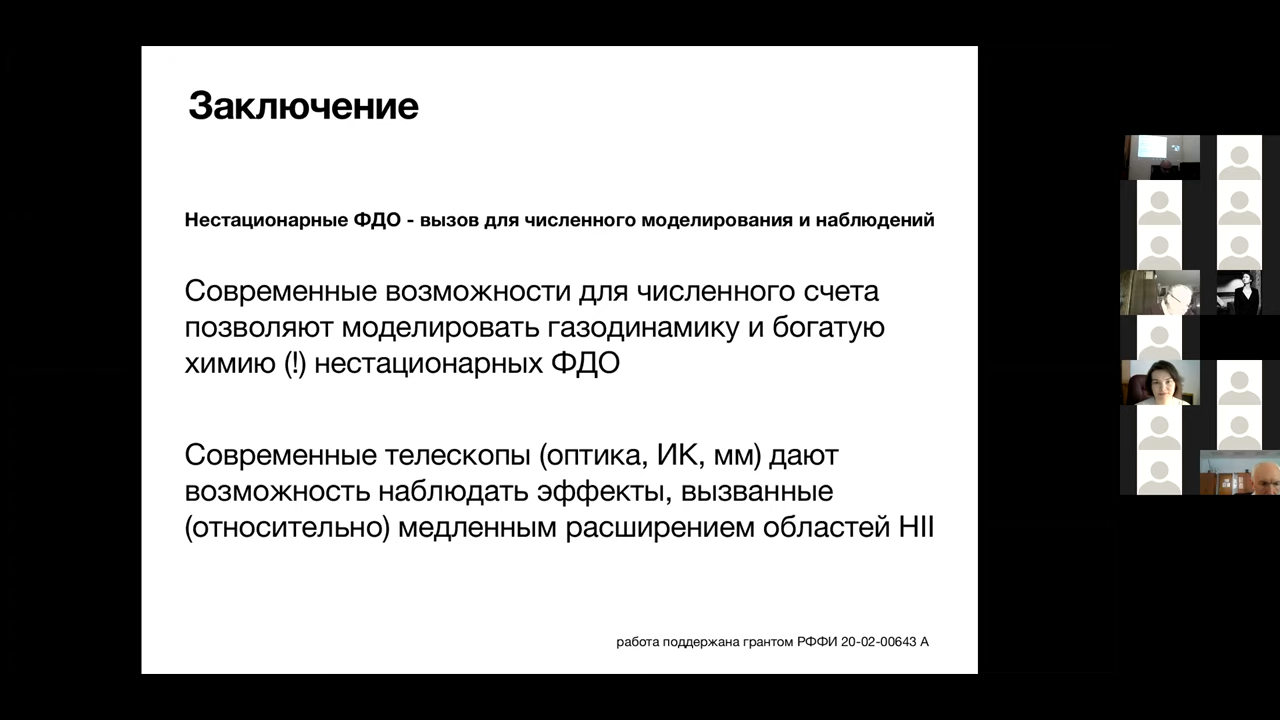 Заключение
Нестационарные ФДО - вызов для численного моделирования и наблюдений
Современные возможности для численного счета
позволяют моделировать газодинамику и богатую
химию (!) нестационарных ФДО
Современные телескопы (оптика, ИК, мм) дают
возможность наблюдать эффекты, вызванные
(относительно) медленным расширением областей HII
работа поддержана грантом РФФИ 20-02-00643 А